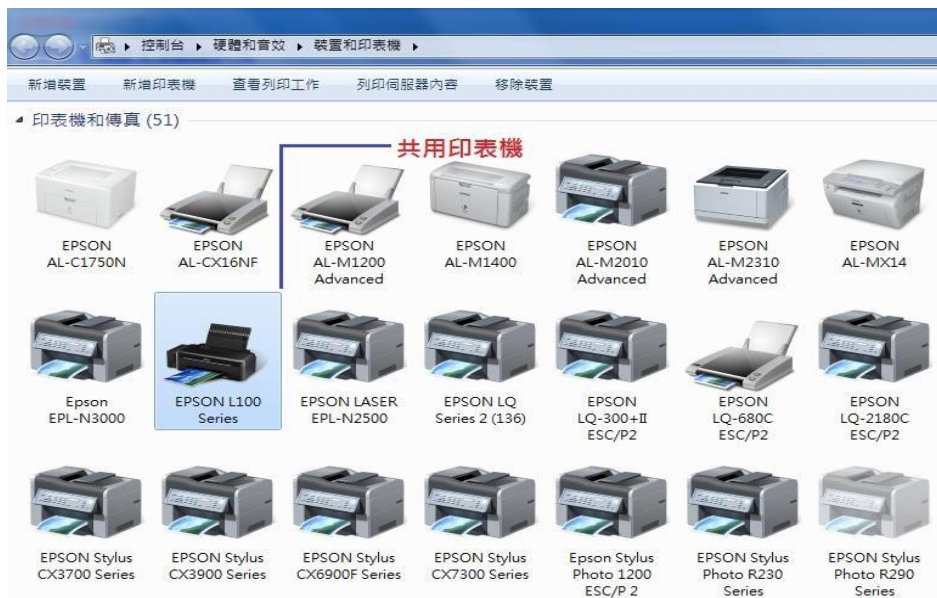 控制台 ▸ 硬體和音效 ▸ 裝置和印表機 ▸
新增裝置 新增印表機 查看列印工作 列印伺服器內容 移除裝置
印表機和傳真 (51)
共用印表機
EPSON
AL-C1750N
EPSON
AL-CX16NF
EPSON
AL-M1200
Advanced
EPSON
AL-M1400
EPSON
AL-M2010
Advanced
EPSON
AL-M2310
Advanced
EPSON
AL-MX14
Epson
EPL-N3000
EPSON L100
Series
EPSON LASER
EPL-N2500
EPSON LQ
Series 2 (136)
EPSON
LQ-300+II
ESC/P2
EPSON
LQ-680C
ESC/P2
EPSON
LQ-2180C
ESC/P2
EPSON Stylus
CX3700 Series
EPSON Stylus
CX3900 Series
EPSON Stylus
CX6900F Series
EPSON Stylus
CX7300 Series
Epson Stylus
Photo 1200
ESC/P 2
EPSON Stylus
Photo R230
Series
EPSON Stylus
Photo R290
Series